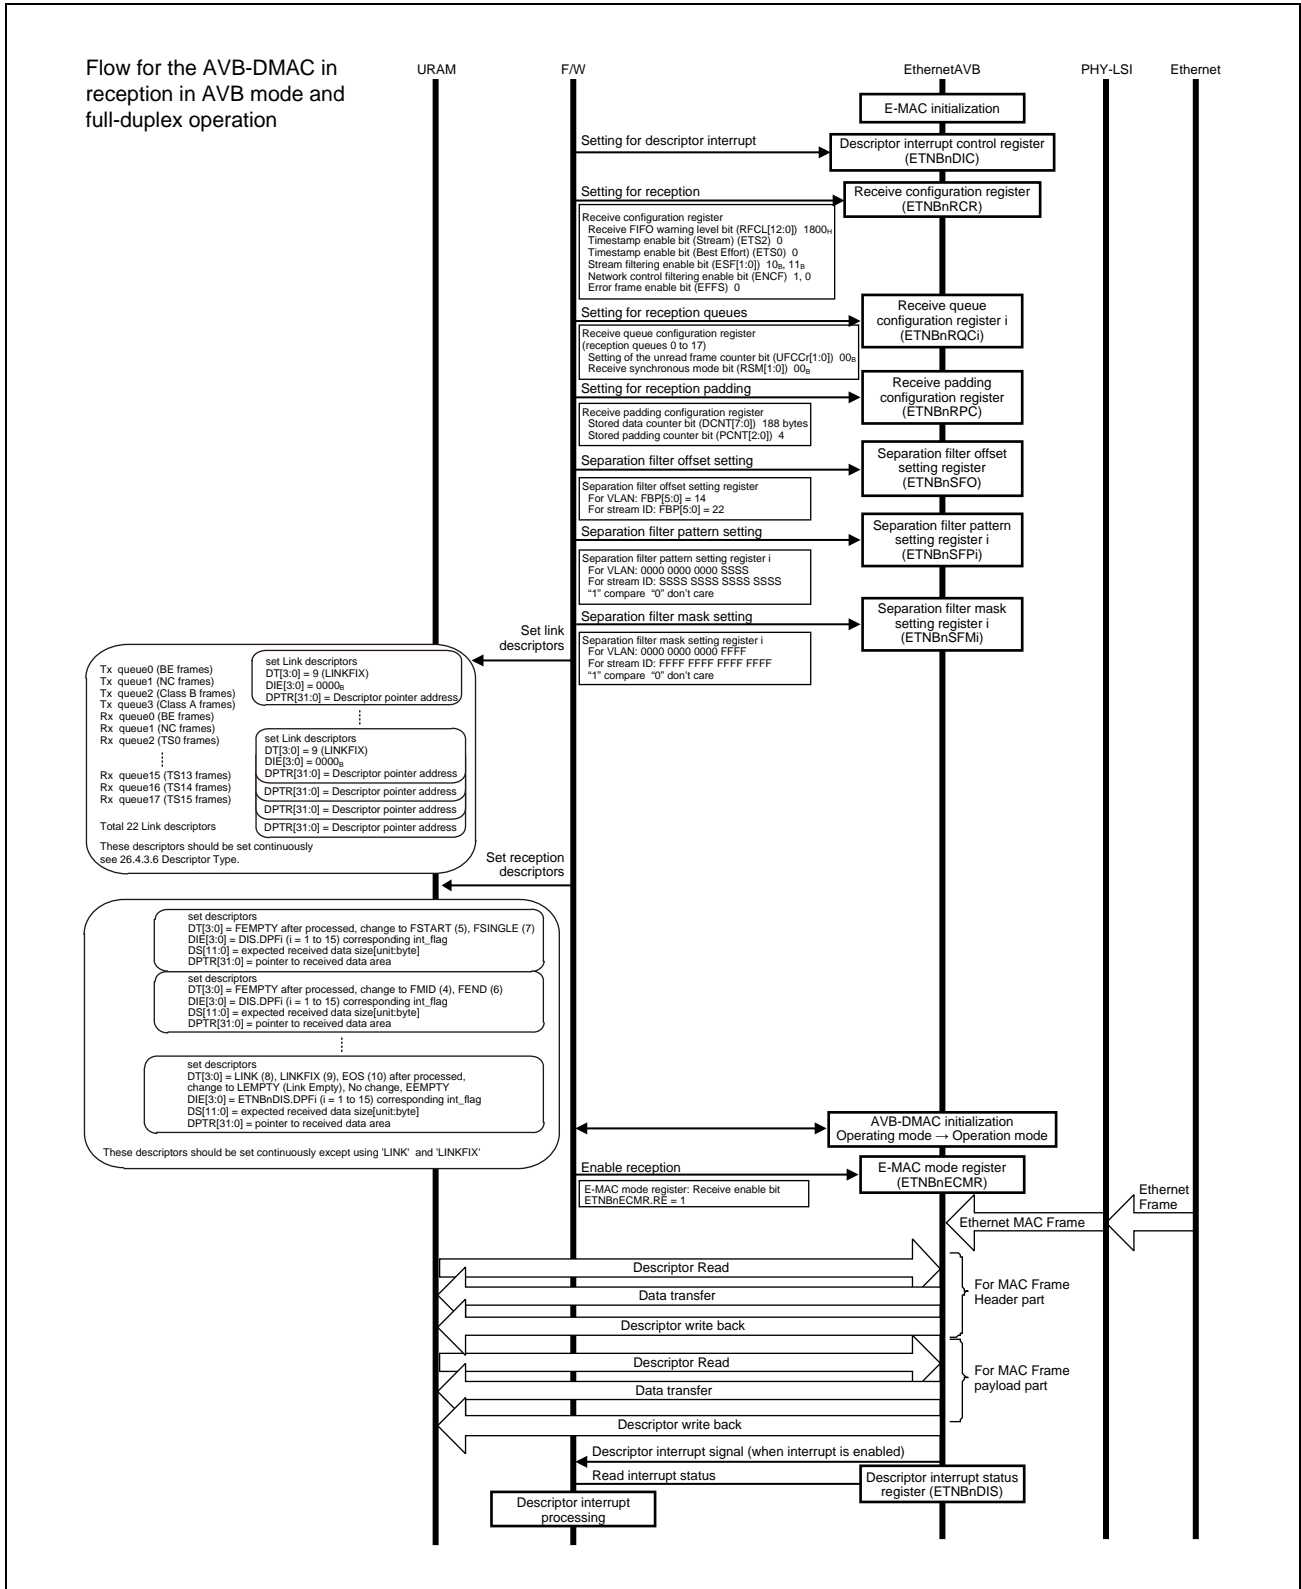 Flow for the AVB-DMAC in
reception in AVB mode and
full-duplex operation
URAM
F/W
EthernetAVB
PHY-LSI
Ethernet
E-MAC initialization
Setting for descriptor interrupt
Descriptor interrupt control register
(ETNBnDIC)
Setting for reception
Receive configuration register
(ETNBnRCR)
Receive configuration register
Receive FIFO warning level bit (RFCL[12:0]) 1800H
Timestamp enable bit (Stream) (ETS2) 0
Timestamp enable bit (Best Effort) (ETS0) 0
Stream filtering enable bit (ESF[1:0]) 10B, 11B
Network control filtering enable bit (ENCF) 1, 0
Error frame enable bit (EFFS) 0
Setting for reception queues
Receive queue
configuration register i
(ETNBnRQCi)
Receive queue configuration register
(reception queues 0 to 17)
Setting of the unread frame counter bit (UFCCr[1:0]) 00B
Receive synchronous mode bit (RSM[1:0]) 00B
Setting for reception padding
Receive padding
configuration register
(ETNBnRPC)
Receive padding configuration register
Stored data counter bit (DCNT[7:0]) 188 bytes
Stored padding counter bit (PCNT[2:0]) 4
Separation filter offset setting
Separation filter offset
setting register
(ETNBnSFO)
Separation filter offset setting register
For VLAN: FBP[5:0] = 14
For stream ID: FBP[5:0] = 22
Separation filter pattern setting
Separation filter pattern
setting register i
(ETNBnSFPi)
Separation filter pattern setting register i
For VLAN: 0000 0000 0000 SSSS
For stream ID: SSSS SSSS SSSS SSSS
“1” compare “0” don’t care
Separation filter mask setting
Separation filter mask
setting register i
(ETNBnSFMi)
Separation filter mask setting register i
For VLAN: 0000 0000 0000 FFFF
For stream ID: FFFF FFFF FFFF FFFF
“1” compare “0” don’t care
Set link
descriptors
Tx queue0 (BE frames)
Tx queue1 (NC frames)
Tx queue2 (Class B frames)
Tx queue3 (Class A frames)
Rx queue0 (BE frames)
Rx queue1 (NC frames)
Rx queue2 (TS0 frames)
Rx queue15 (TS13 frames)
Rx queue16 (TS14 frames)
Rx queue17 (TS15 frames)
Total 22 Link descriptors
set Link descriptors
DT[3:0] = 9 (LINKFIX)
DIE[3:0] = 0000B
DPTR[31:0] = Descriptor pointer address
set Link descriptors
DT[3:0] = 9 (LINKFIX)
DIE[3:0] = 0000B
DPTR[31:0] = Descriptor pointer address
DPTR[31:0] = Descriptor pointer address
DPTR[31:0] = Descriptor pointer address
DPTR[31:0] = Descriptor pointer address
These descriptors should be set continuously
see 26.4.3.6 Descriptor Type.
Set reception
descriptors
set descriptors
DT[3:0] = FEMPTY after processed, change to FSTART (5), FSINGLE (7)
DIE[3:0] = DIS.DPFi (i = 1 to 15) corresponding int_flag
DS[11:0] = expected received data size[unit:byte]
DPTR[31:0] = pointer to received data area
set descriptors
DT[3:0] = FEMPTY after processed, change to FMID (4), FEND (6)
DIE[3:0] = DIS.DPFi (i = 1 to 15) corresponding int_flag
DS[11:0] = expected received data size[unit:byte]
DPTR[31:0] = pointer to received data area
set descriptors
DT[3:0] = LINK (8), LINKFIX (9), EOS (10) after processed,
change to LEMPTY (Link Empty), No change, EEMPTY
DIE[3:0] = ETNBnDIS.DPFi (i = 1 to 15) corresponding int_flag
DS[11:0] = expected received data size[unit:byte]
DPTR[31:0] = pointer to received data area
These descriptors should be set continuously except using 'LINK' and 'LINKFIX'
AVB-DMAC initialization
Operating mode → Operation mode
Enable reception
E-MAC mode register
(ETNBnECMR)
E-MAC mode register: Receive enable bit
ETNBnECMR.RE = 1
Ethernet
Frame
Ethernet MAC Frame
Descriptor Read
Data transfer
Descriptor write back
For MAC Frame
Header part
Descriptor Read
Data transfer
Descriptor write back
For MAC Frame
payload part
Descriptor interrupt signal (when interrupt is enabled)
Read interrupt status
Descriptor interrupt status
register (ETNBnDIS)
Descriptor interrupt
processing